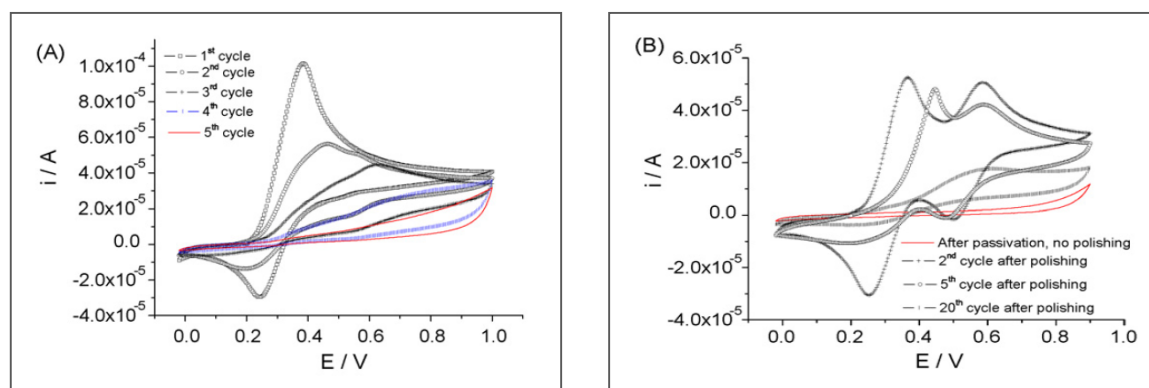 (A)
1st cycle
2nd cycle
3rd cycle
4th cycle
5th cycle
1.0x10-4
8.0x10-5
6.0x10-5
4.0x10-5
2.0x10-5
0.0
-2.0x10-5
-4.0x10-5
i / A
0.0 0.2 0.4 0.6 0.8 1.0
E / V
(B)
6.0x10-5
4.0x10-5
2.0x10-5
0.0
-2.0x10-5
-4.0x10-5
i / A
After passivation, no polishing
2nd cycle after polishing
5th cycle after polishing
20th cycle after polishing
0.0 0.2 0.4 0.6 0.8 1.0
E / V